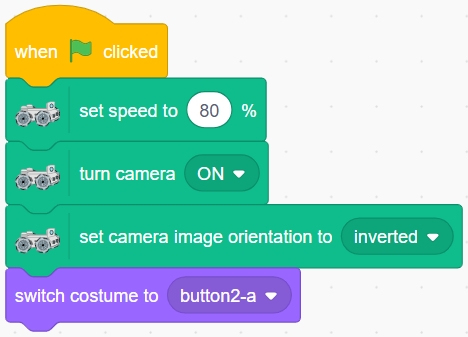 when clicked
set speed to 80 %
turn camera ON
set camera image orientation to inverted
switch costume to button2-a